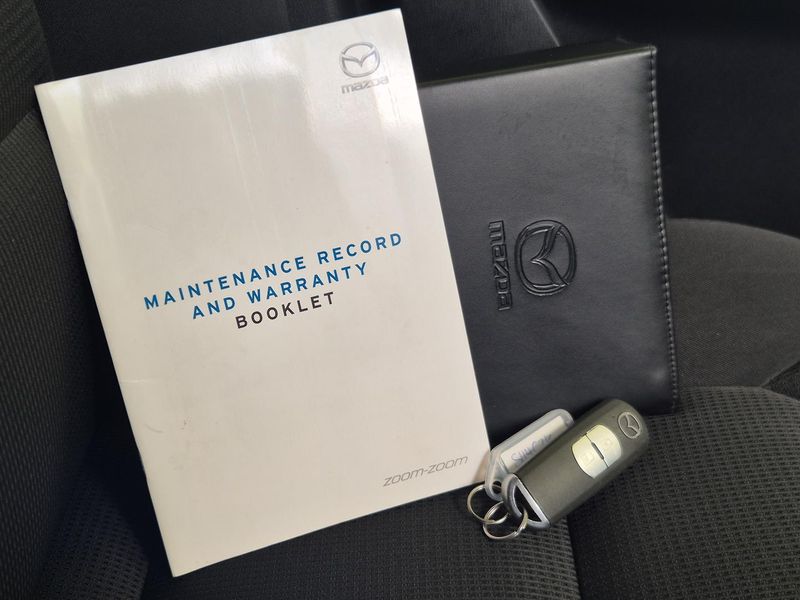 mazda
MAINTENANCE RECORD
AND WARRANTY
BOOKLET
zoom-zoom
mazda